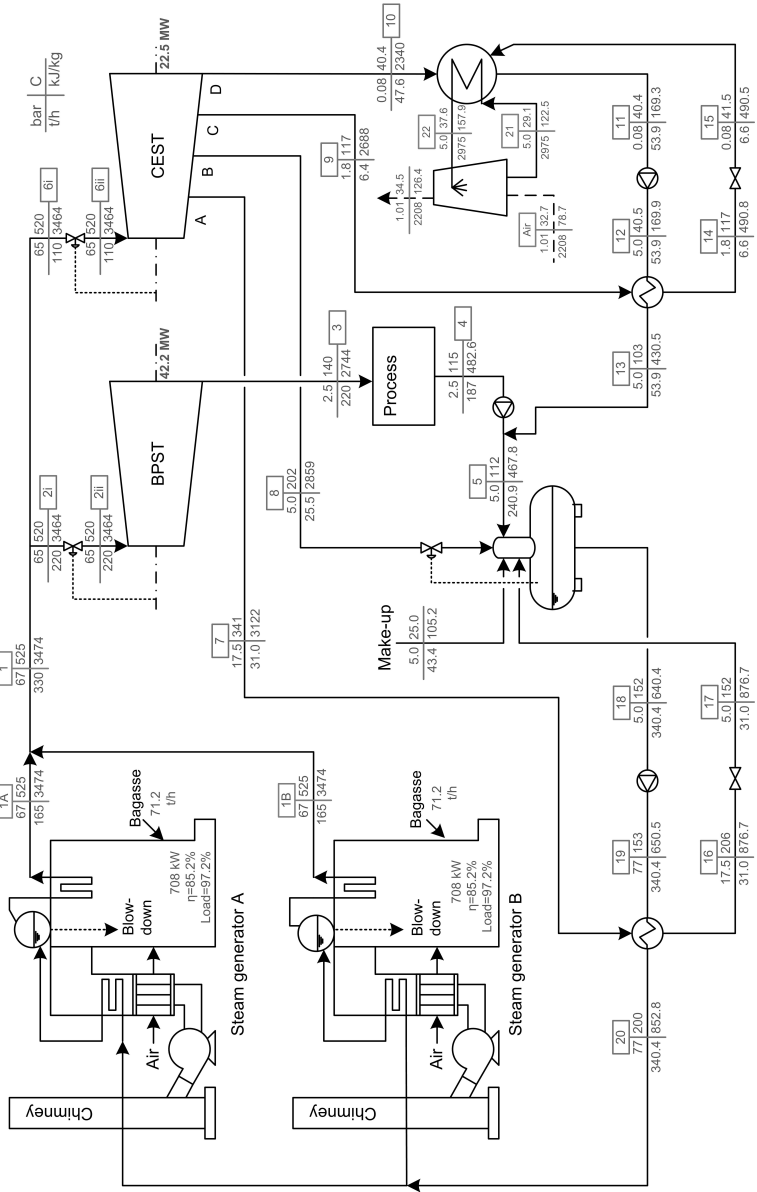 bar C
t/h kJ/kg
Chimney
Air
Blow-
down
708 kW
η=85.2%
Load=97.2%
Bagasse
71.2
t/h
Steam generator A
1A
67 525
165 3474
1
67 525
330 3474
2i
65 520
220 3464
2ii
65 520
220 3464
BPST
42.2 MW
6i
65 520
110 3464
6ii
65 520
110 3464
CEST
22.5 MW
A
B
C
D
Chimney
Air
Blow-
down
708 kW
η=85.2%
Load=97.2%
Bagasse
71.2
t/h
Steam generator B
1B
67 525
165 3474
7
17.5 341
31.0 3122
8
5.0 202
25.5 2859
3
2.5 140
220 2744
Process
4
2.5 115
187 482.6
9
1.8 117
6.4 2688
10
0.08 40.4
47.6 2340
1.01 34.5
2208 126.4
22
5.0 37.6
2975 157.9
21
5.0 29.1
2975 122.5
Air
1.01 32.7
2208 78.7
Make-up
5.0 25.0
43.4 105.2
5
5.0 112
240.9 467.8
20
77 200
340.4 852.8
19
77 153
340.4 650.5
18
5.0 152
340.4 640.4
13
5.0 103
53.9 430.5
12
5.0 40.5
53.9 169.9
11
0.08 40.4
53.9 169.3
16
17.5 206
31.0 876.7
17
5.0 152
31.0 876.7
14
1.8 117
6.6 490.8
15
0.08 41.5
6.6 490.5